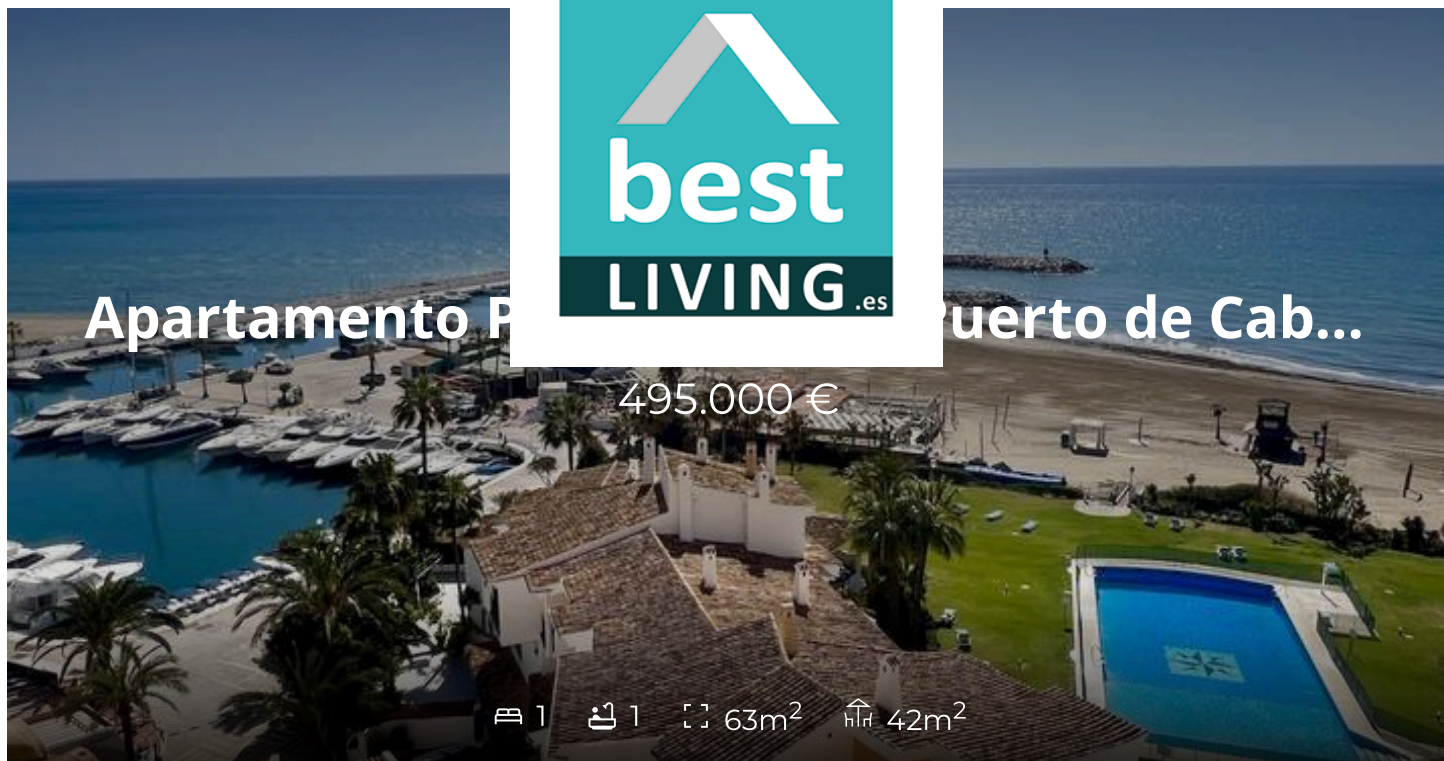 best
LIVING.es
Apartamento Puerto de Cab...
495.000 €
1 1 63m² 42m²